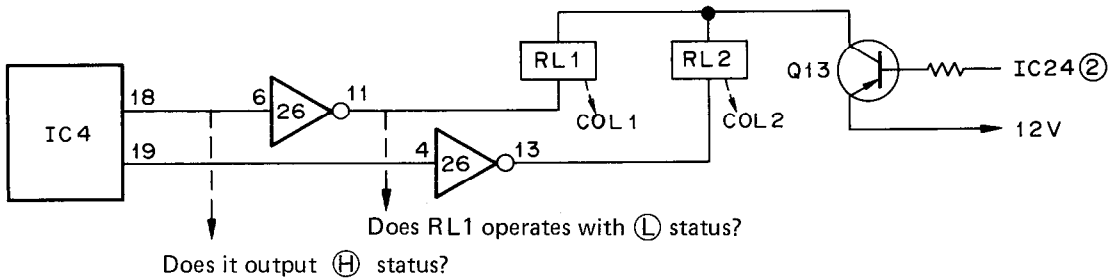 RL1
RL2
Q13
IC24②
18
6
26
11
COL1
COL2
12V
IC4
19
4
26
13
Does RL1 operates with Ⓛ status?
Does it output Ⓗ status?